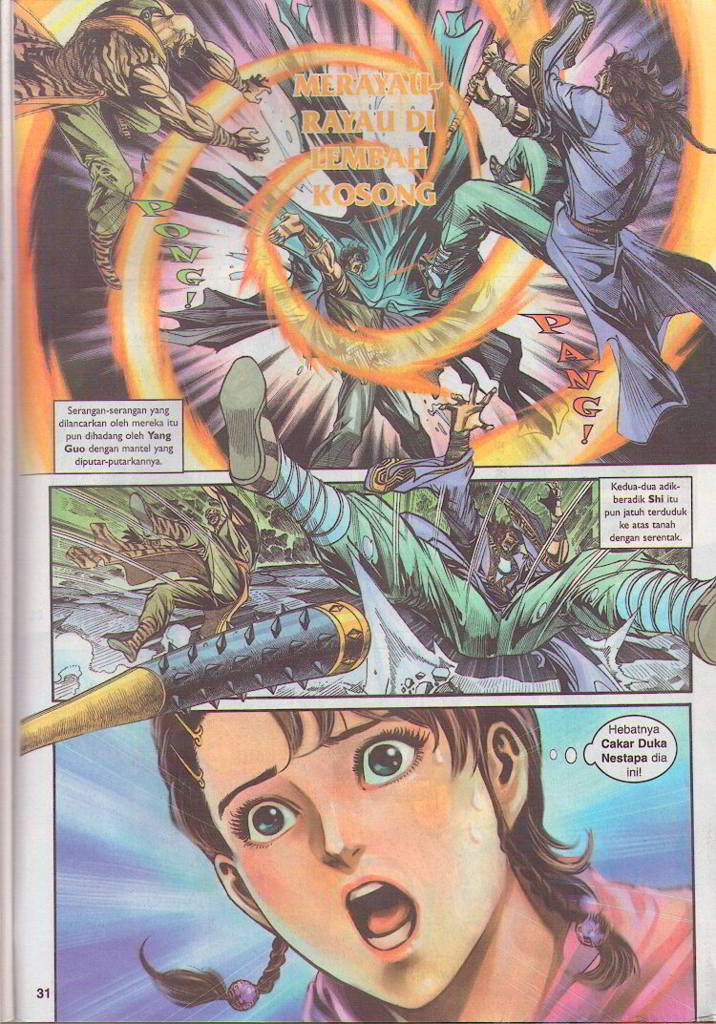 MERAYAU-
RAYAU DI
LEMBAH
KOSONG
PONG!
PANG!
Serangan-serangan yang
dilancarkan oleh mereka itu
pun dihadang oleh Yang
Guo dengan mantel yang
diputar-putarkannya.
Kedua-dua adik-
beradik Shi itu
pun jatuh terduduk
ke atas tanah
dengan serentak.
Hebatnya
Cakar Duka
Nestapa dia
ini!
31